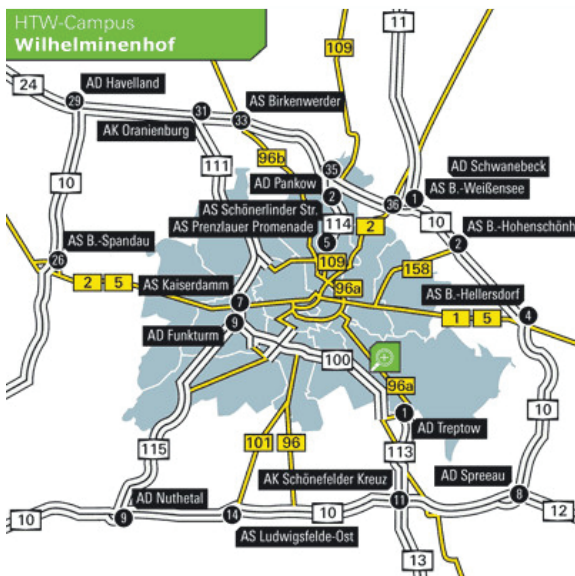 HTW-Campus
Wilhelminenhof
11
109
24
AD Havelland
29
31
AS Birkenwerder
33
AK Oranienburg
96b
35
111
AD Schwanebeck
10
AD Pankow
2
36
1
AS B.-Weißensee
AS Schönerlinder Str.
114
2
10
AS B.-Hohenschönh
AS Prenzlauer Promenade
5
2
AS B.-Spandau
26
109
158
2 5
AS Kaiserdamm
96a
AS B.-Hellersdorf
7
1 5
4
AD Funkturm
9
100
96a
10
1
AD Treptow
101
96
115
113
AK Schönefelder Kreuz
AD Spreeau
AD Nuthetal
11
8
10
9
14
10
12
AS Ludwigsfelde-Ost
13